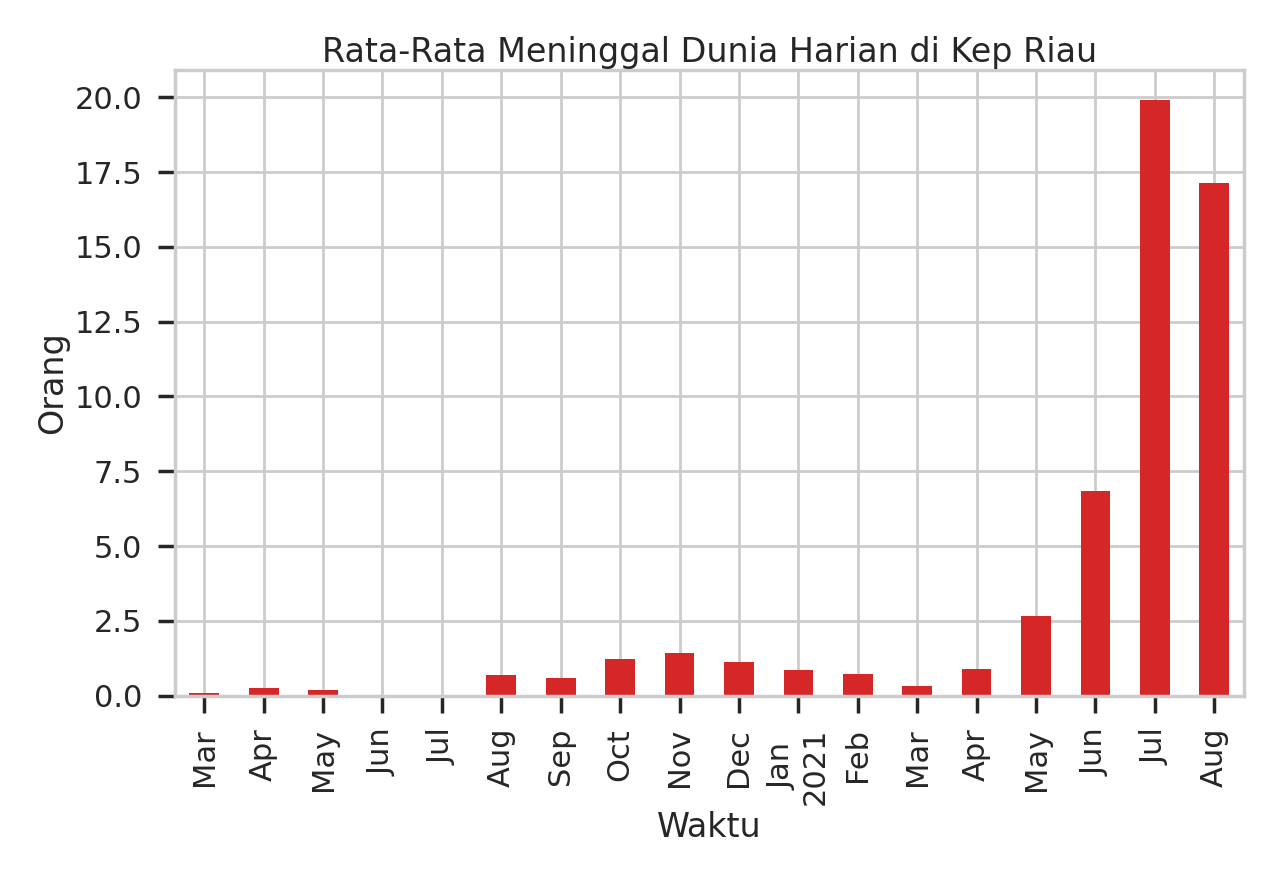 Rata-Rata Meninggal Dunia Harian di Kep Riau
Orang
20.0
17.5
15.0
12.5
10.0
7.5
5.0
2.5
0.0
Mar
Apr
May
Jun
Jul
Aug
Sep
Oct
Nov
Dec
Jan
2021
Feb
Mar
Apr
May
Jun
Jul
Aug
Waktu